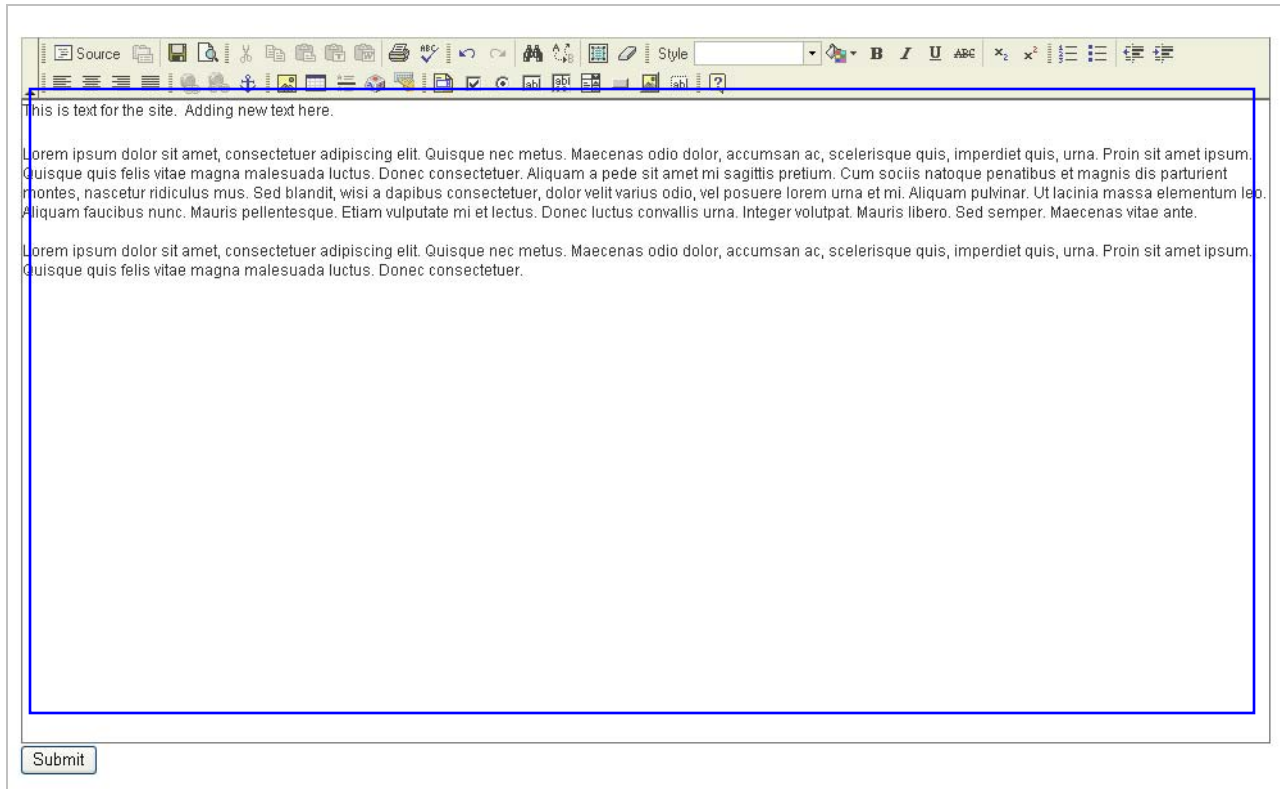 Source ABC Style B I U ABC x₂ x²
ab| ab| ab|
This is text for the site.  Adding new text here.
Lorem ipsum dolor sit amet, consectetuer adipiscing elit. Quisque nec metus. Maecenas odio dolor, accumsan ac, scelerisque quis, imperdiet quis, urna. Proin sit amet ipsum.
Quisque quis felis vitae magna malesuada luctus. Donec consectetuer. Aliquam a pede sit amet mi sagittis pretium. Cum sociis natoque penatibus et magnis dis parturient
montes, nascetur ridiculus mus. Sed blandit, wisi a dapibus consectetuer, dolor velit varius odio, vel posuere lorem urna et mi. Aliquam pulvinar. Ut lacinia massa elementum leo.
Aliquam faucibus nunc. Mauris pellentesque. Etiam vulputate mi et lectus. Donec luctus convallis urna. Integer volutpat. Mauris libero. Sed semper. Maecenas vitae ante.
Lorem ipsum dolor sit amet, consectetuer adipiscing elit. Quisque nec metus. Maecenas odio dolor, accumsan ac, scelerisque quis, imperdiet quis, urna. Proin sit amet ipsum.
Quisque quis felis vitae magna malesuada luctus. Donec consectetuer.
Submit